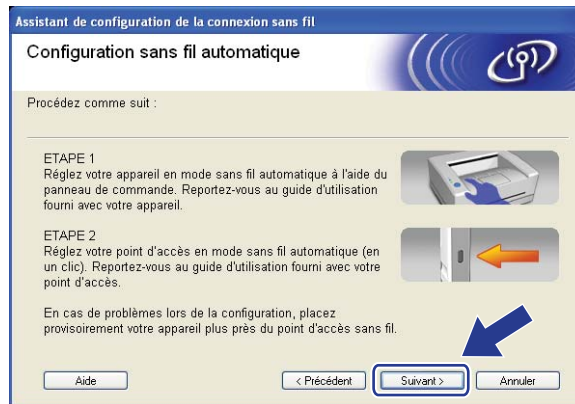 Assistant de configuration de la connexion sans fil
Configuration sans fil automatique
Procédez comme suit :
ETAPE 1
Réglez votre appareil en mode sans fil automatique à l'aide du
panneau de commande. Reportez-vous au guide d'utilisation
fourni avec votre appareil.
ETAPE 2
Réglez votre point d'accès en mode sans fil automatique (en
un clic). Reportez-vous au guide d'utilisation fourni avec votre
point d'accès.
En cas de problèmes lors de la configuration, placez
provisoirement votre appareil plus près du point d'accès sans fil.
Aide < Précédent Suivant > Annuler